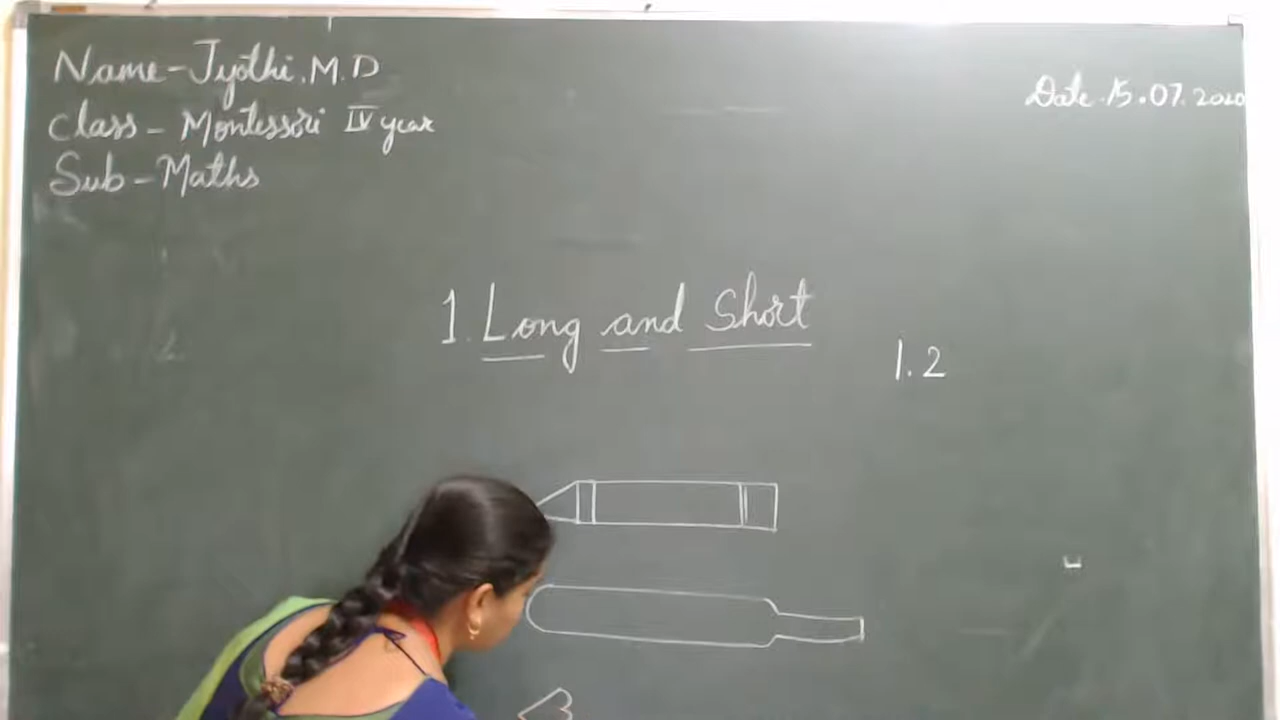 Name-Jyothi.M.D
Class - Montessori IV year
Sub-Maths
Date.15.07.2020
1. Long and Short
1.2